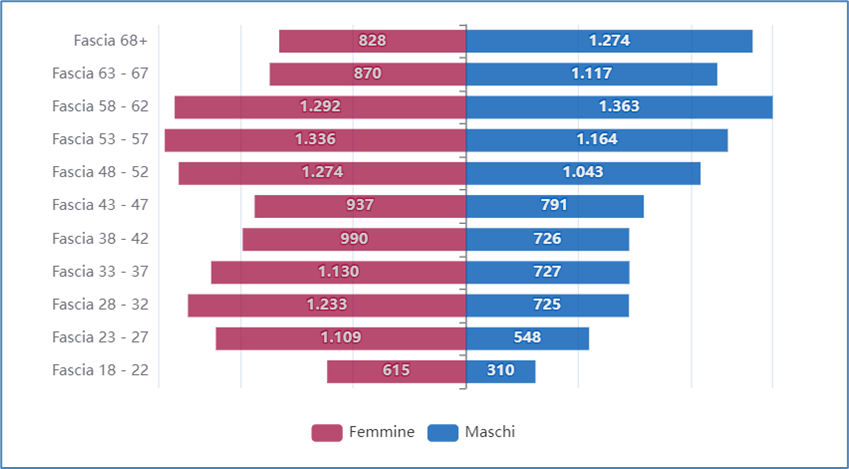 Fascia 68+ 828 1.274
Fascia 63 - 67 870 1.117
Fascia 58 - 62 1.292 1.363
Fascia 53 - 57 1.336 1.164
Fascia 48 - 52 1.274 1.043
Fascia 43 - 47 937 791
Fascia 38 - 42 990 726
Fascia 33 - 37 1.130 727
Fascia 28 - 32 1.233 725
Fascia 23 - 27 1.109 548
Fascia 18 - 22 615 310
Femmine Maschi